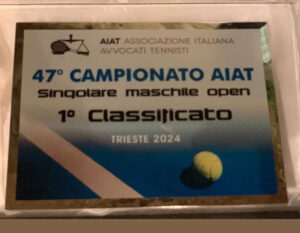 AIAT ASSOCIAZIONE ITALIANA
AVVOCATI TENNISTI
47° CAMPIONATO AIAT
Singolare maschile open
1° Classificato
TRIESTE 2024